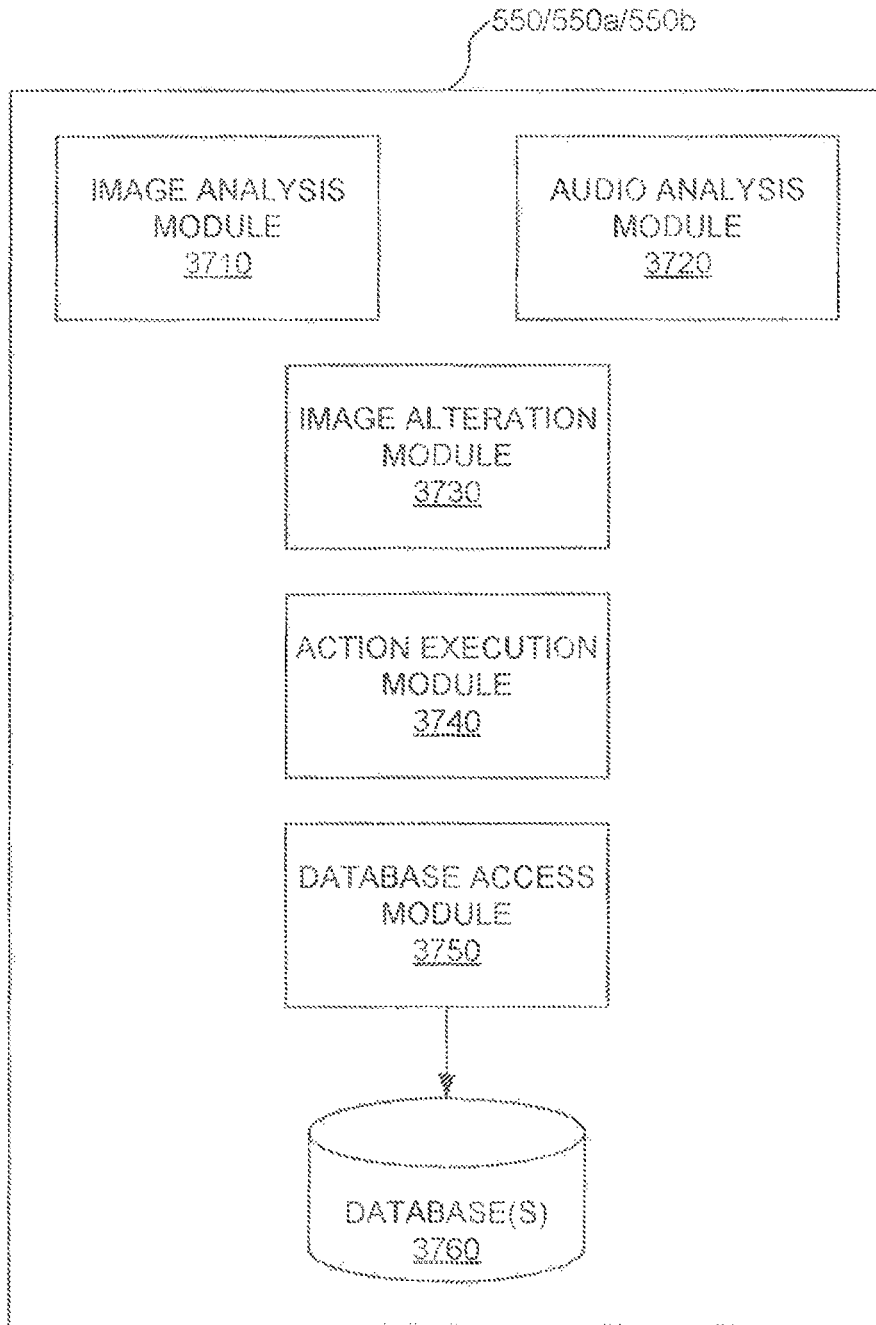 550/550a/550b
IMAGE ANALYSIS
MODULE
3710
AUDIO ANALYSIS
MODULE
3720
IMAGE ALTERATION
MODULE
3730
ACTION EXECUTION
MODULE
3740
DATABASE ACCESS
MODULE
3750
DATABASE(S)
3760